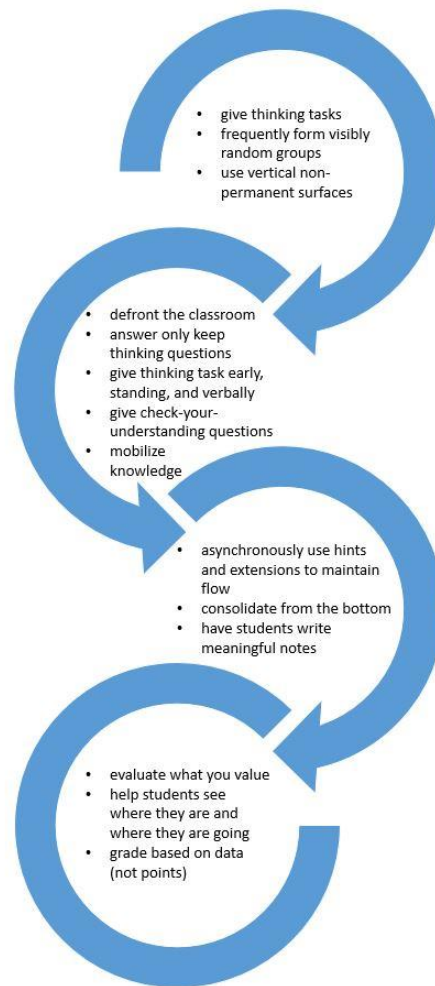 • give thinking tasks
• frequently form visibly
random groups
• use vertical non-
permanent surfaces
• defront the classroom
• answer only keep
thinking questions
• give thinking task early,
standing, and verbally
• give check-your-
understanding questions
• mobilize
knowledge
• asynchronously use hints
and extensions to maintain
flow
• consolidate from the bottom
• have students write
meaningful notes
• evaluate what you value
• help students see
where they are and
where they are going
• grade based on data
(not points)